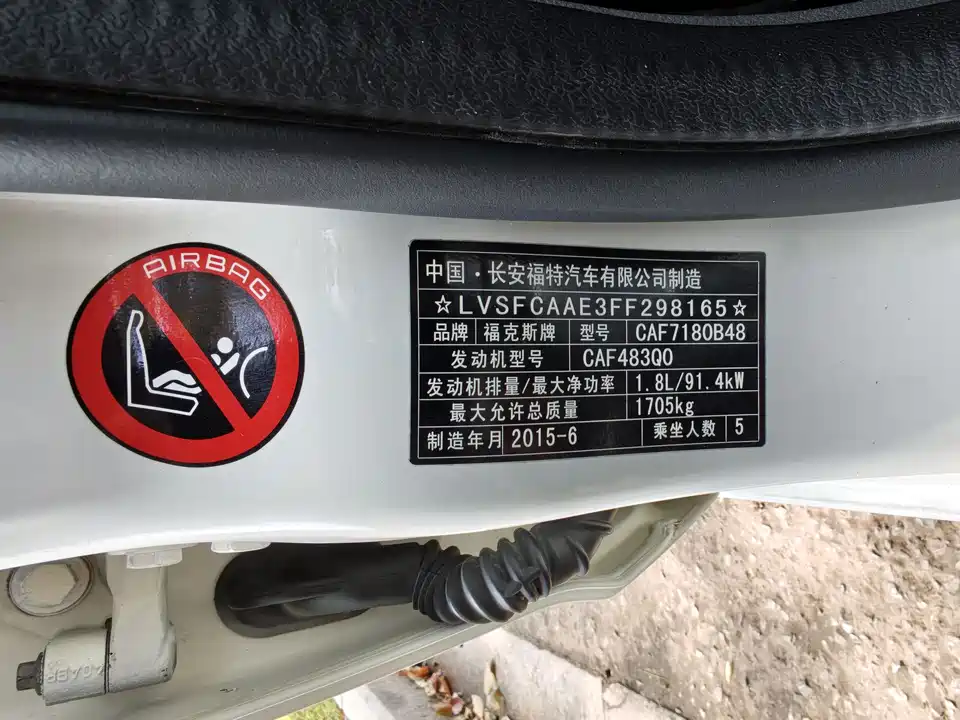 AIRBAG
中国·长安福特汽车有限公司制造
☆LVSFCAAE3FF298165☆
品牌 福克斯牌 型号 CAF7180B48
发动机型号 CAF483Q0
发动机排量/最大净功率 1.8L/91.4kW
最大允许总质量 1705kg
制造年月 2015-6 乘坐人数 5